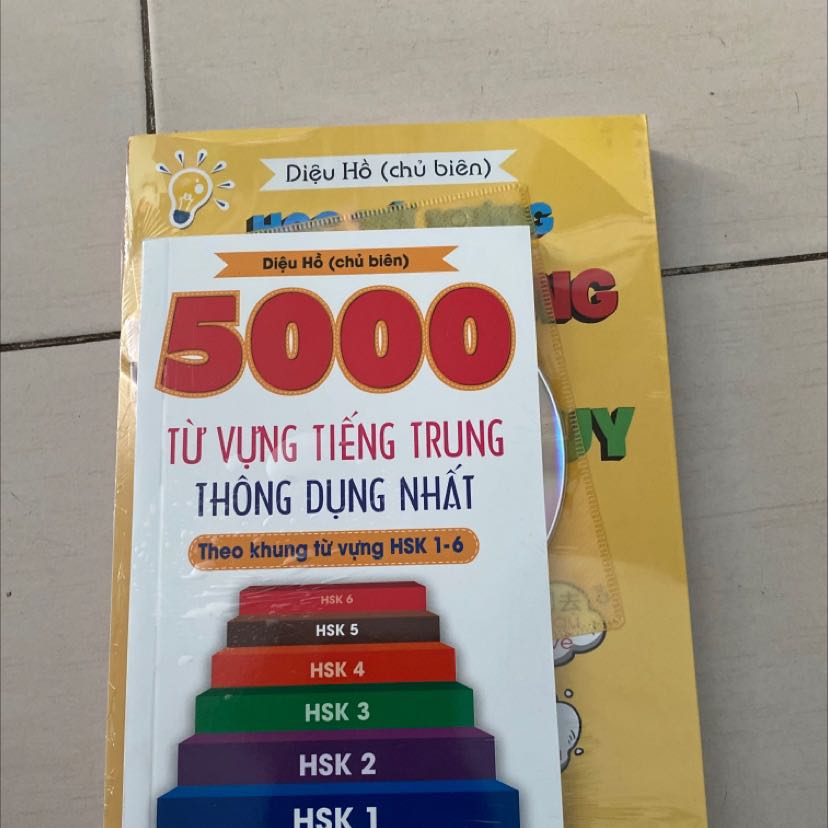 Diệu Hồ (chủ biên)
Diệu Hồ (chủ biên)
5000
TỪ VỰNG TIẾNG TRUNG
THÔNG DỤNG NHẤT
Theo khung từ vựng HSK 1-6
HSK 6
HSK 5
HSK 4
HSK 3
HSK 2
HSK 1